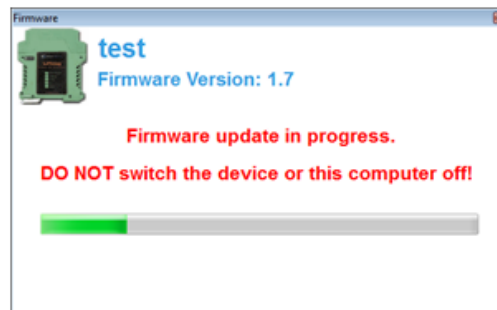 Firmware
test
Firmware Version: 1.7
Firmware update in progress.
DO NOT switch the device or this computer off!